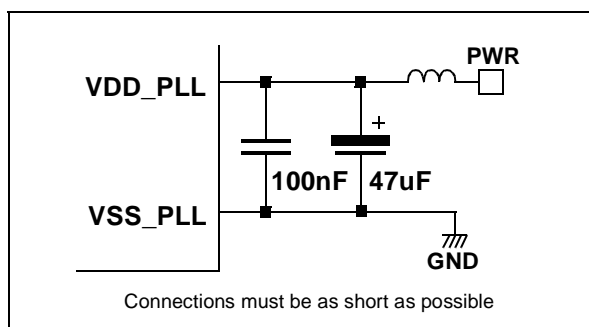 PWR
VDD_PLL
+
100nF 47uF
VSS_PLL
GND
Connections must be as short as possible